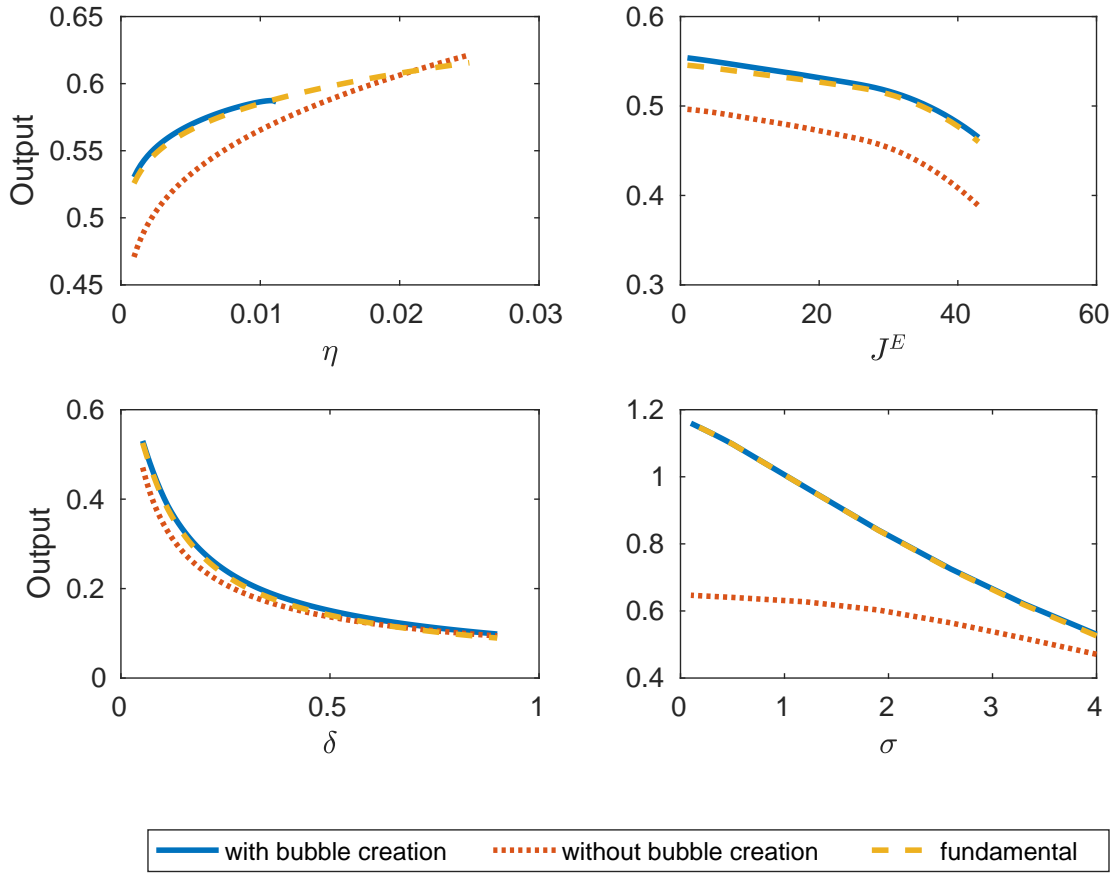 0.65
0.6
0.55
0.5
0.45
Output
0 0.01 0.02 0.03
η
0.6
0.5
0.4
0.3
0 20 40 60
J^E
0.6
0.4
0.2
0
Output
0 0.5 1
δ
1.2
1
0.8
0.6
0.4
0 1 2 3 4
σ
with bubble creation without bubble creation fundamental